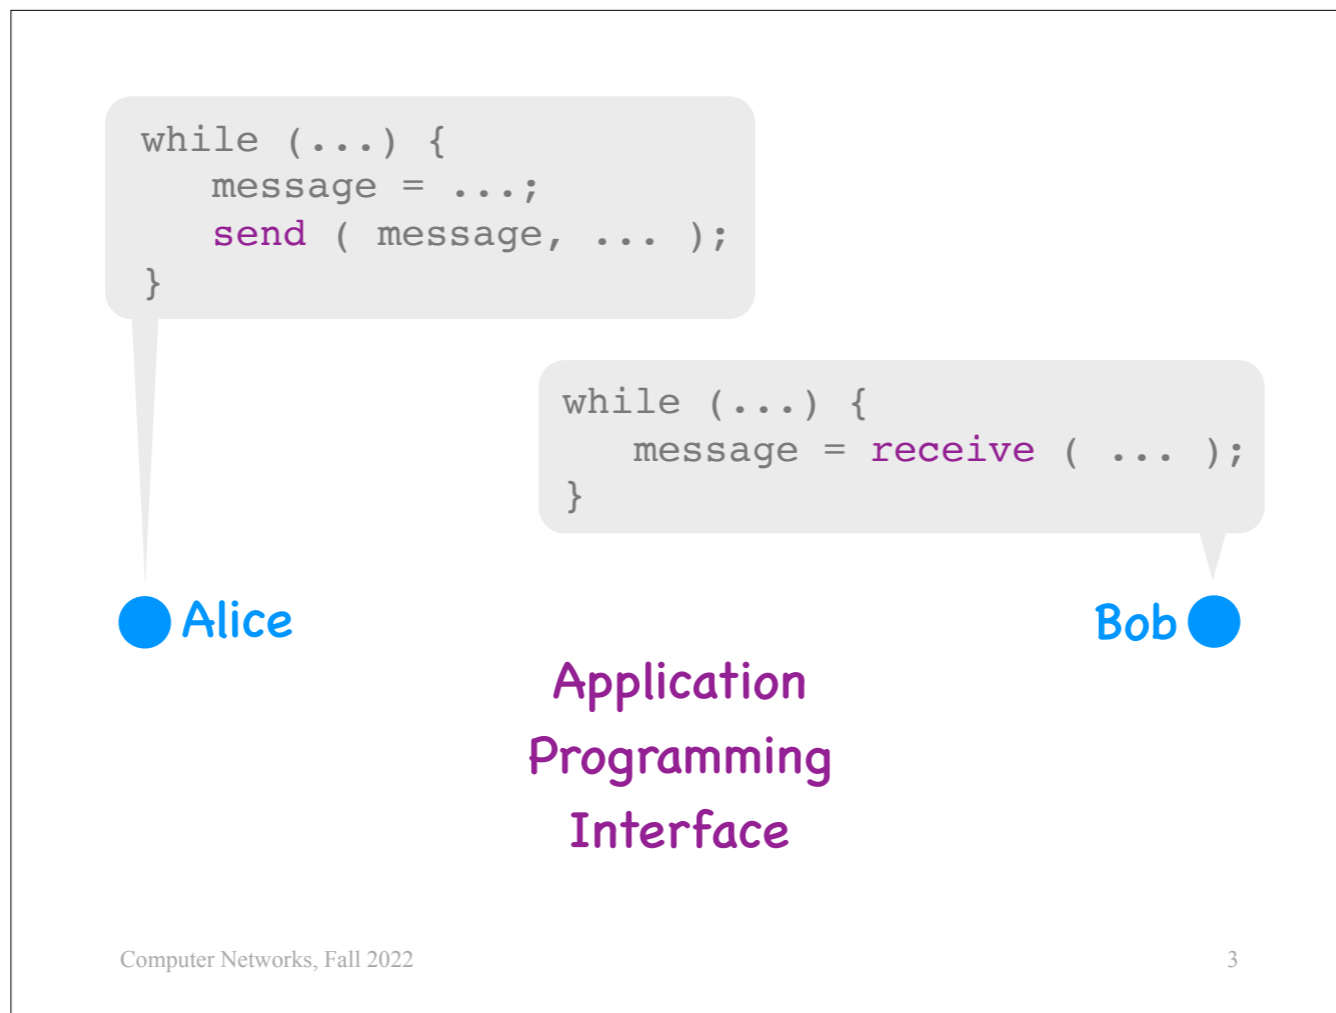 while (...) {
message = ...;
send ( message, ... );
}
while (...) {
message = receive ( ... );
}
Alice
Bob
Application
Programming
Interface
Computer Networks, Fall 2022
3